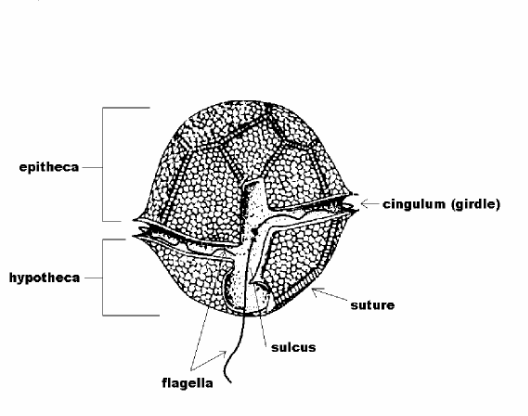 epitheca
cingulum (girdle)
hypotheca
suture
sulcus
flagella